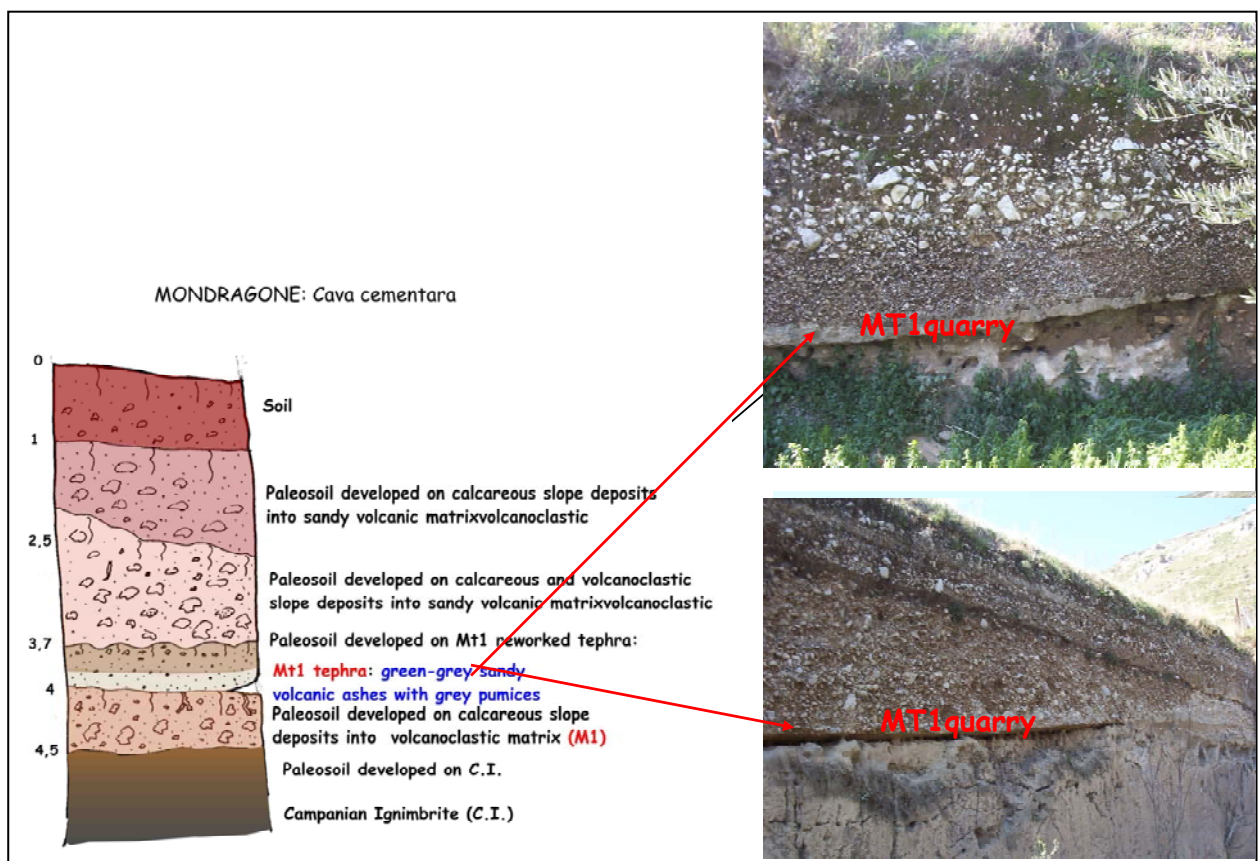 MONDRAGONE: Cava cementara
0
Soil
1
Paleosoil developed on calcareous slope deposits
into sandy volcanic matrixvolcanoclastic
2,5
Paleosoil developed on calcareous and volcanoclastic
slope deposits into sandy volcanic matrixvolcanoclastic
3,7
Paleosoil developed on Mt1 reworked tephra:
Mt1 tephra: green-grey sandy
volcanic ashes with grey pumices
4
Paleosoil developed on calcareous slope
deposits into volcanoclastic matrix (M1)
4,5
Paleosoil developed on C.I.
Campanian Ignimbrite (C.I.)
MT1quarry
MT1quarry